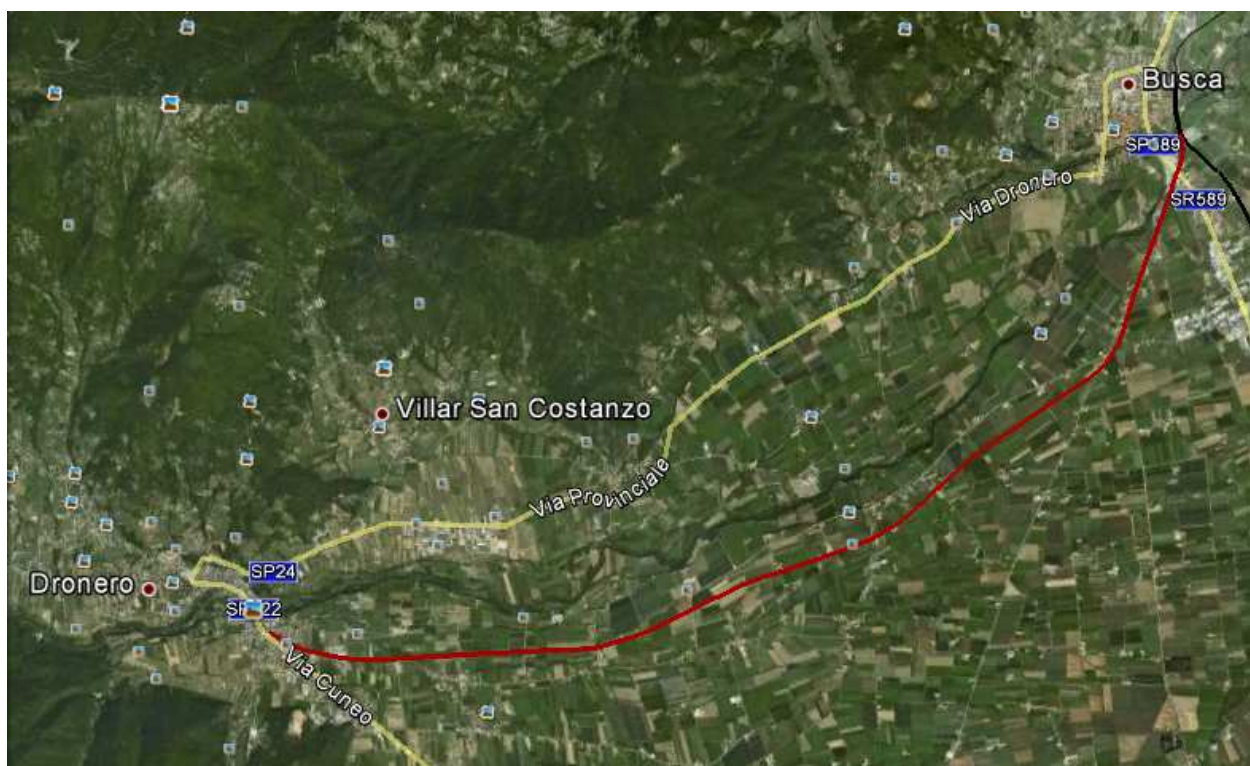 Busca
SP589
Via Dronero
SR589
Villar San Costanzo
Via Provinciale
SP24
Dronero
Via Cuneo